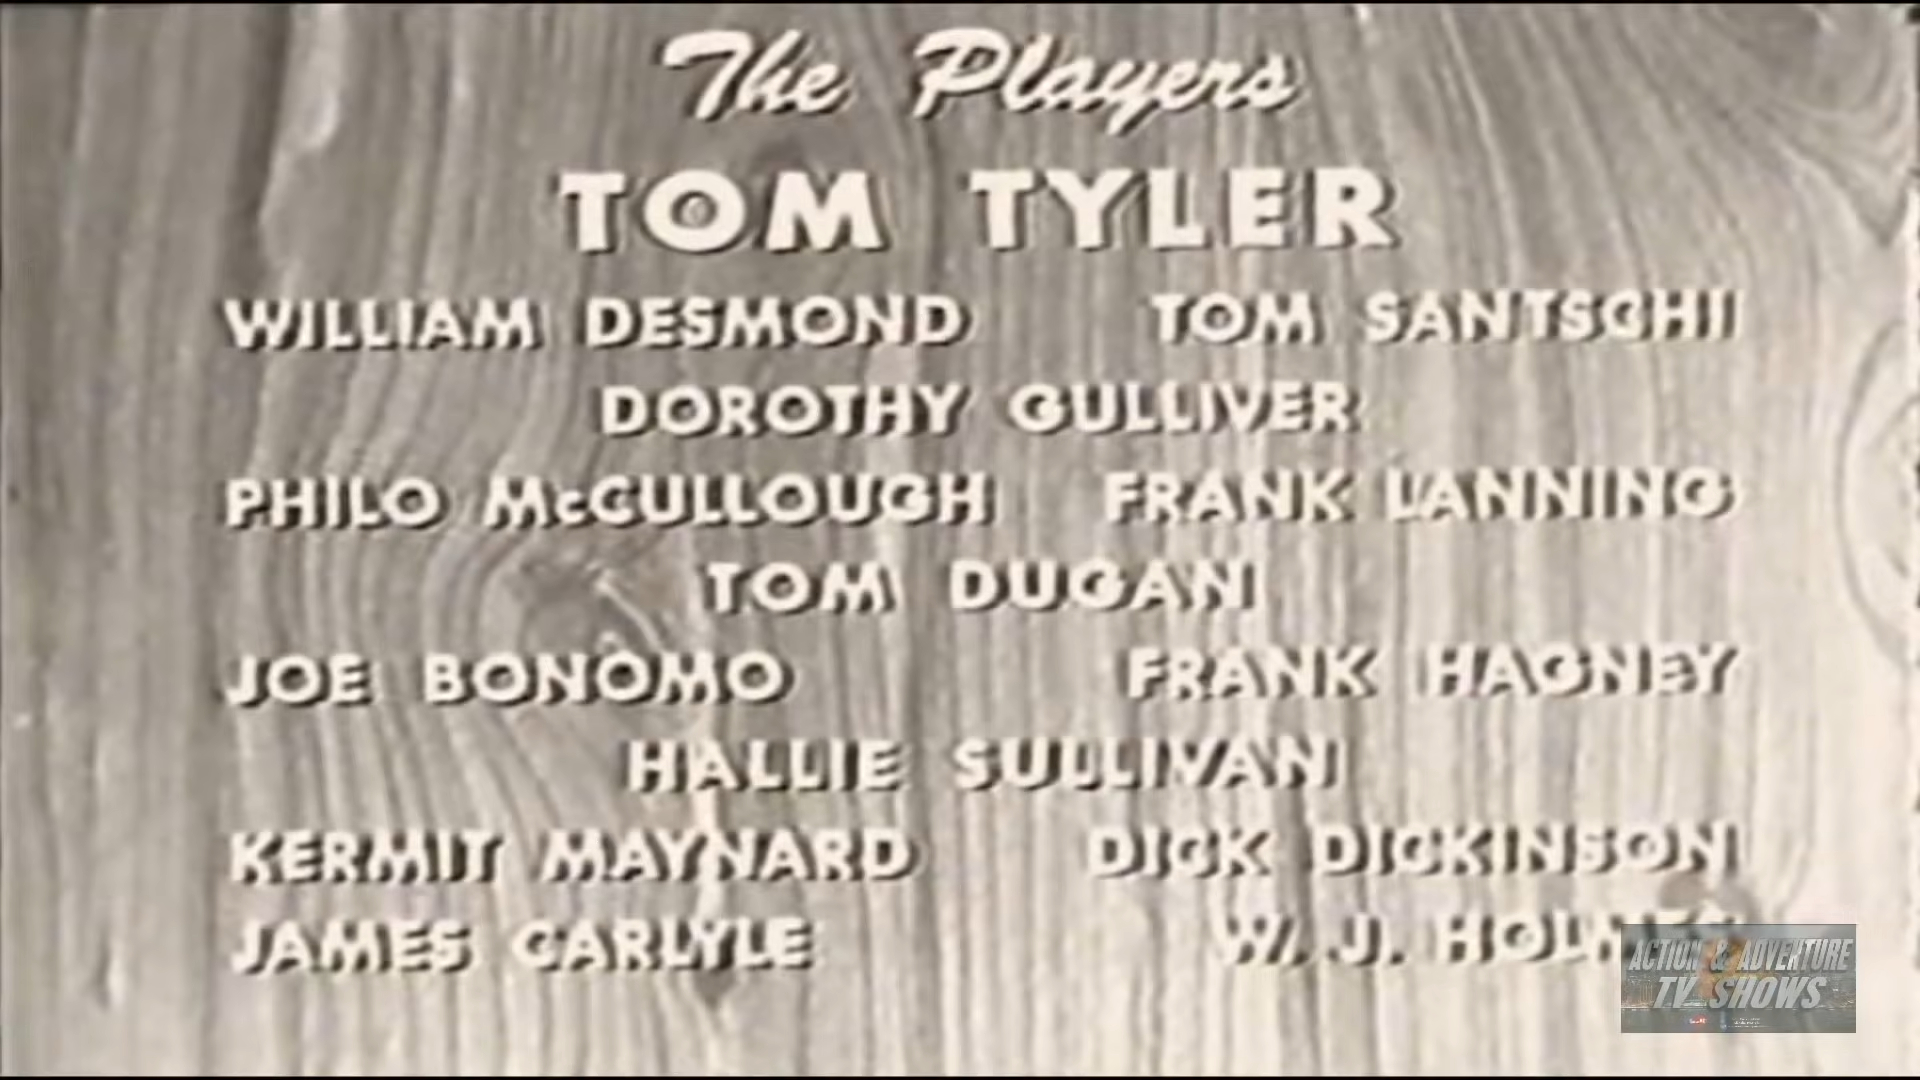 The Players
TOM TYLER
WILLIAM DESMOND TOM SANTSCHI
DOROTHY GULLIVER
PHILO McCULLOUGH FRANK LANNING
TOM DUGAN
JOE BONOMO FRANK HAGNEY
HALLIE SULLIVAN
KERMIT MAYNARD DICK DICKINSON
JAMES CARLYLE W. J.
ACTION & ADVENTURE
TV SHOWS